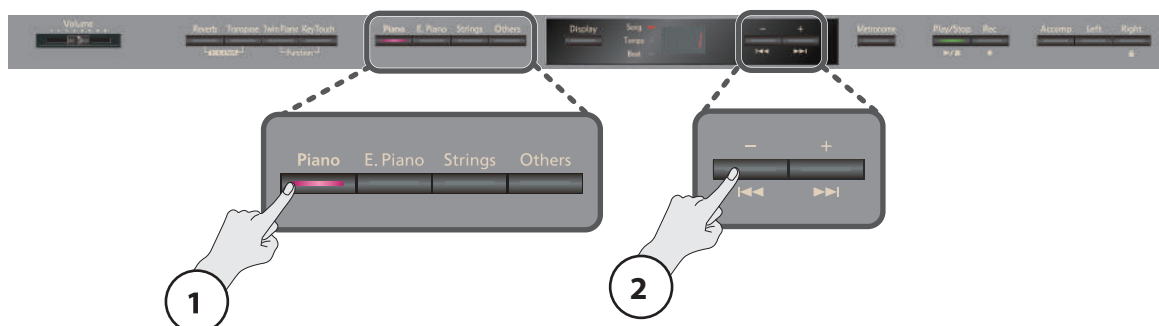 Volume
Reverb Transpose Twin Piano Key Touch
Function
Piano E. Piano Strings Others
Display
Song
Tempo
Beat
1
- +
Metronome
Play/Stop Rec
Accomp Left Right
Piano E. Piano Strings Others
- +
1
2